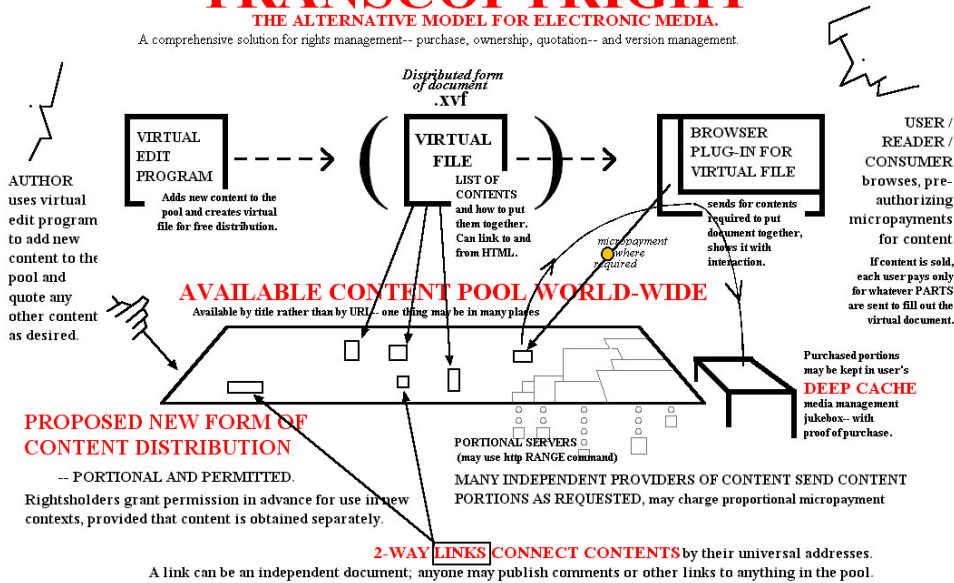 TRANSCOPYRIGHT
THE ALTERNATIVE MODEL FOR ELECTRONIC MEDIA.
A comprehensive solution for rights management-- purchase, ownership, quotation-- and version management.
Distributed form
of document
.xvf
VIRTUAL
EDIT
PROGRAM
Adds new content to the
pool and creates virtual
file for free distribution.
VIRTUAL
FILE
LIST OF
CONTENTS
and how to put
them together.
Can link to and
from HTML.
BROWSER
PLUG-IN FOR
VIRTUAL FILE
sends for contents
required to put
document together,
shows it with
interaction.
USER /
READER /
CONSUMER
browses, pre-
authorizing
micropayments
for content
If content is sold,
each user pays only
for whatever PARTS
are sent to fill out the
virtual document.
AUTHOR
uses virtual
edit program
to add new
content to the
pool and
quote any
other content
as desired.
micropayment
where
required
AVAILABLE CONTENT POOL WORLD-WIDE
Available by title rather than by URL-- one thing may be in many places
Purchased portions
may be kept in user's
DEEP CACHE
media management
jukebox-- with
proof of purchase.
PROPOSED NEW FORM OF
CONTENT DISTRIBUTION
-- PORTIONAL AND PERMITTED.
Rightsholders grant permission in advance for use in new
contexts, provided that content is obtained separately.
PORTIONAL SERVERS
(may use http RANGE command)
MANY INDEPENDENT PROVIDERS OF CONTENT SEND CONTENT
PORTIONS AS REQUESTED, may charge proportional micropayment
2-WAY LINKS CONNECT CONTENTS by their universal addresses.
A link can be an independent document; anyone may publish comments or other links to anything in the pool.